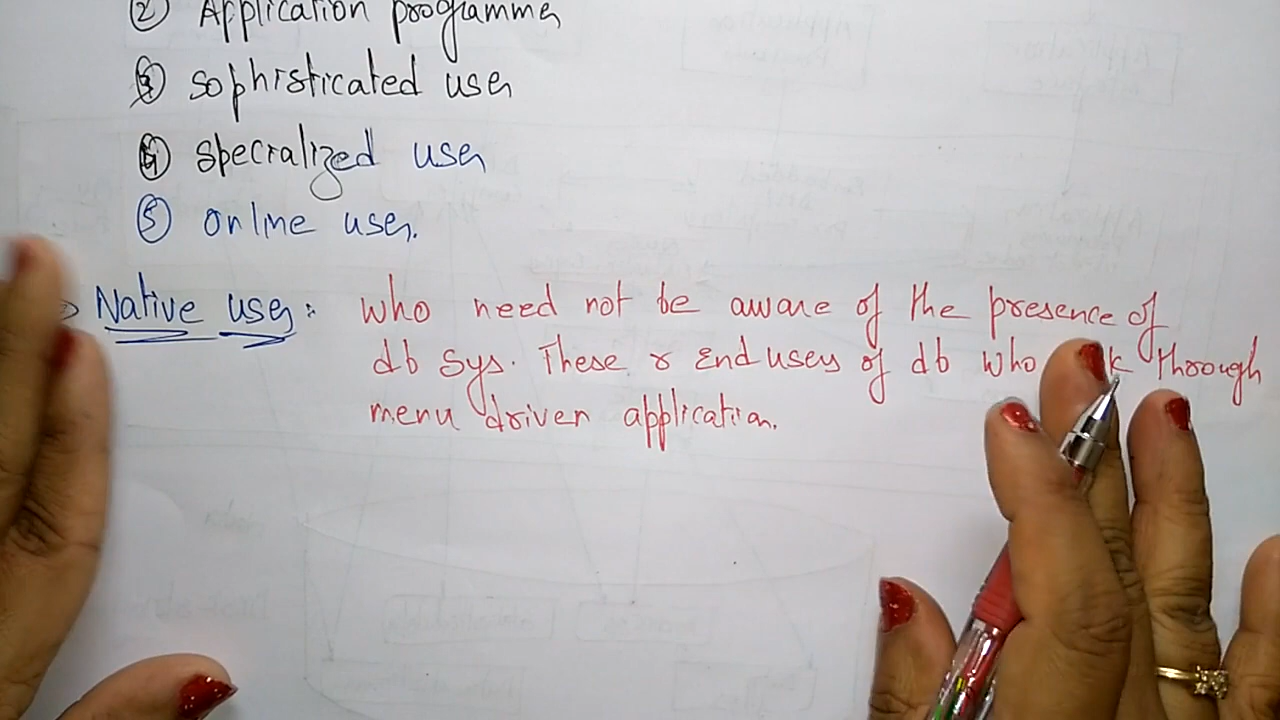 ② Application programmer
③ sophisticated user
④ specialized user
⑤ online user.
Native user: who need not be aware of the presence of
db sys. These r End users of db who through
menu driven application.